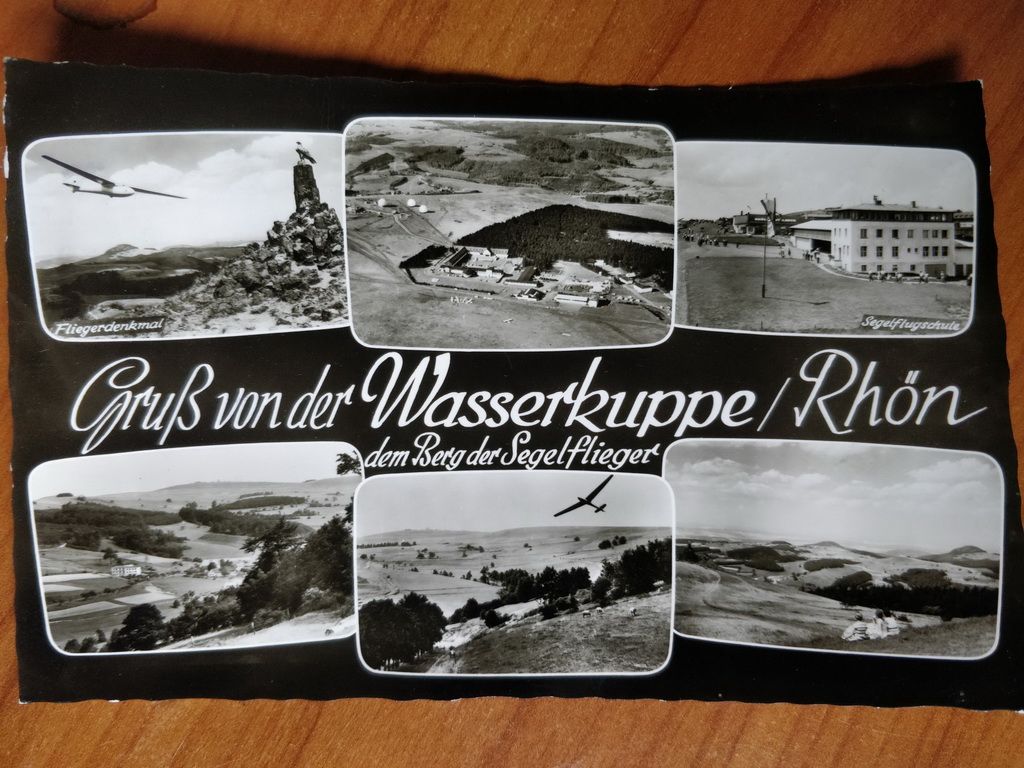 Fliegerdenkmal
Segelflugschule
Gruß von der Wasserkuppe / Rhön
dem Berg der Segelflieger